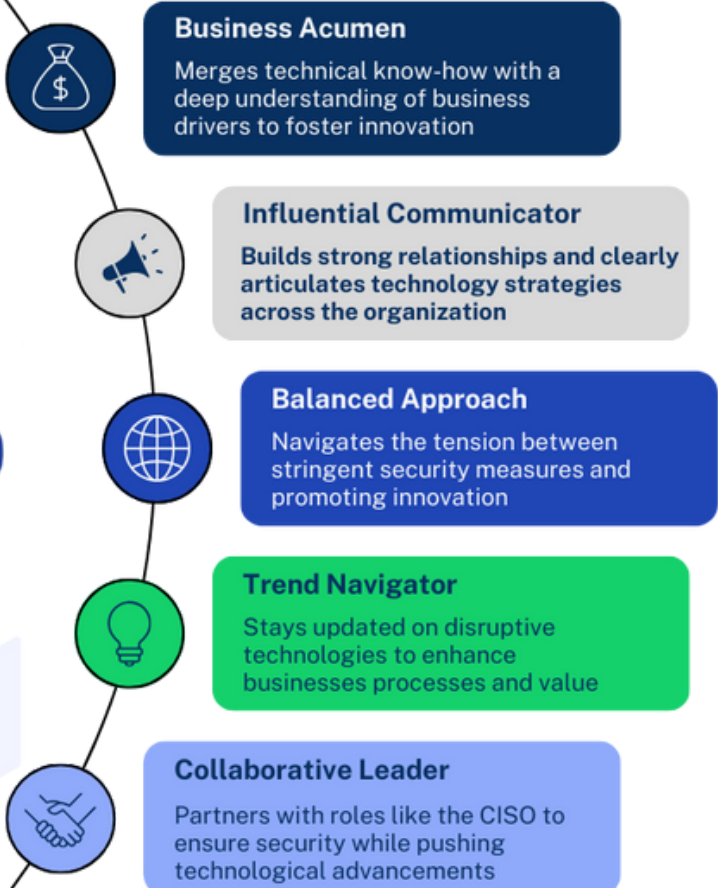 Business Acumen
Merges technical know-how with a
deep understanding of business
drivers to foster innovation
Influential Communicator
Builds strong relationships and clearly
articulates technology strategies
across the organization
Balanced Approach
Navigates the tension between
stringent security measures and
promoting innovation
Trend Navigator
Stays updated on disruptive
technologies to enhance
businesses processes and value
Collaborative Leader
Partners with roles like the CISO to
ensure security while pushing
technological advancements
$